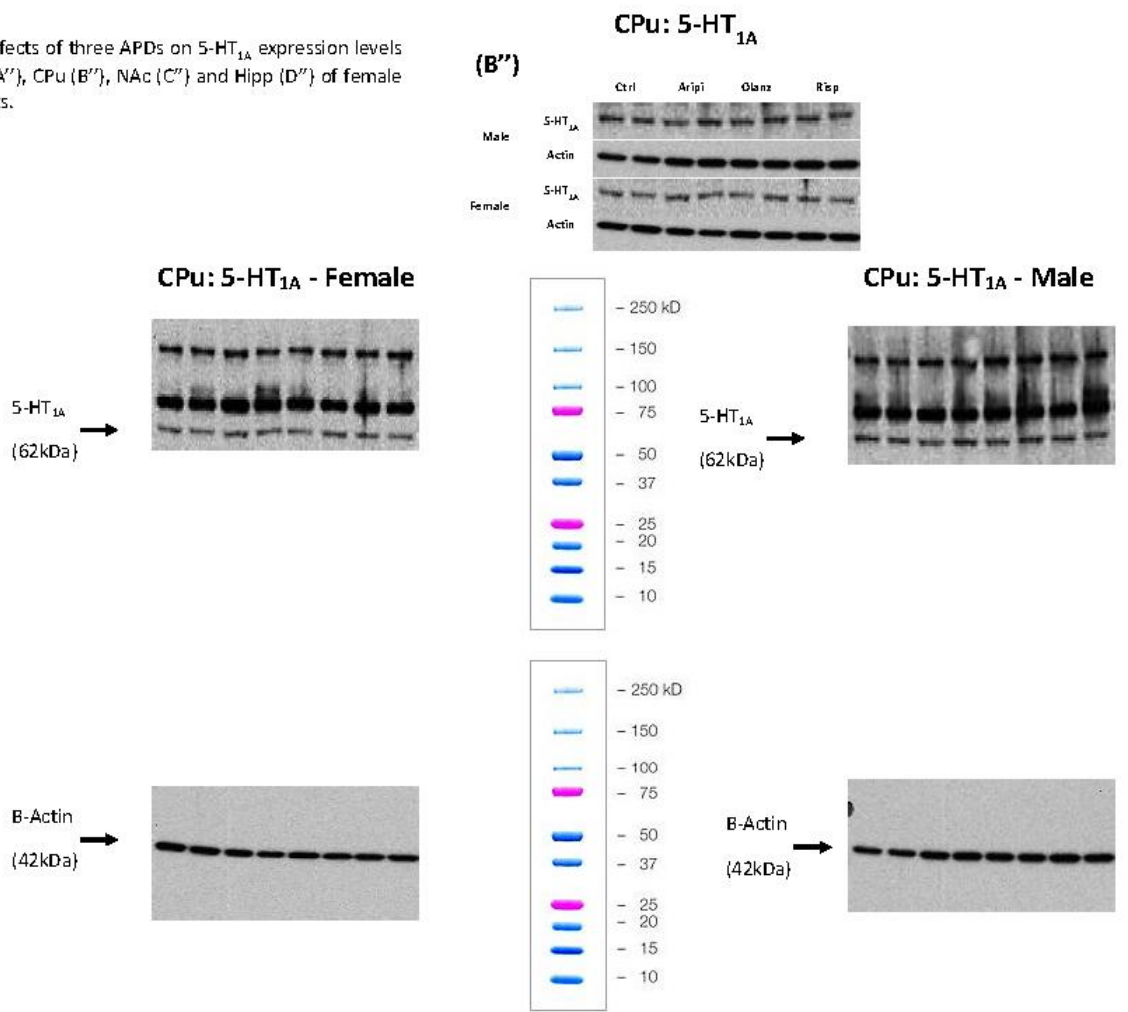 ffects of three APDs on 5-HT1A expression levels
A''), CPu (B''), NAc (C'') and Hipp (D'') of female
ts.
CPu: 5-HT1A
(B'')
Ctrl Aripi Olanz Risp
Male
5-HT1A
Actin
Female
5-HT1A
Actin
CPu: 5-HT1A - Female
5-HT1A
(62kDa)
- 250 kD
- 150
- 100
- 75
- 50
- 37
- 25
- 20
- 15
- 10
CPu: 5-HT1A - Male
5-HT1A
(62kDa)
B-Actin
(42kDa)
- 250 kD
- 150
- 100
- 75
- 50
- 37
- 25
- 20
- 15
- 10
B-Actin
(42kDa)